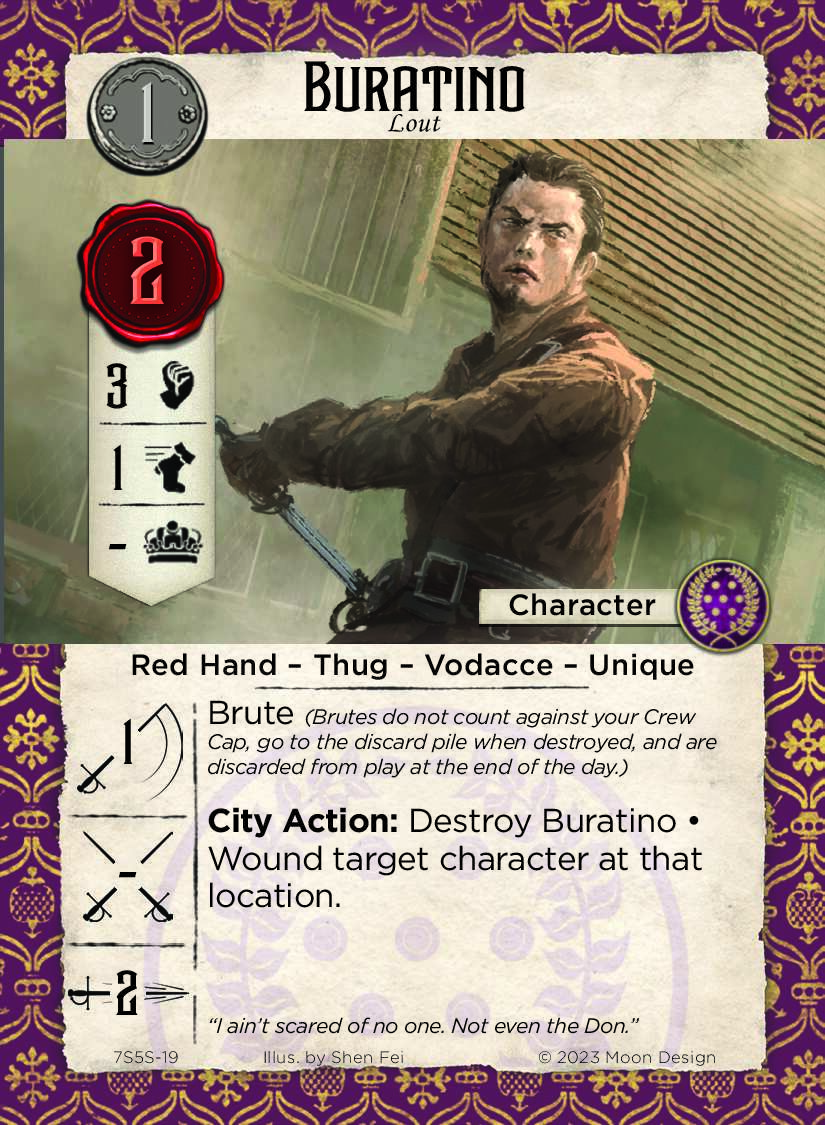 1
BURATINO
Lout
2
3
1
-
Character
Red Hand – Thug – Vodacce – Unique
1
-
2
Brute (Brutes do not count against your Crew
Cap, go to the discard pile when destroyed, and are
discarded from play at the end of the day.)
City Action: Destroy Buratino •
Wound target character at that
location.
“I ain’t scared of no one. Not even the Don.”
7S5S-19 Illus. by Shen Fei © 2023 Moon Design